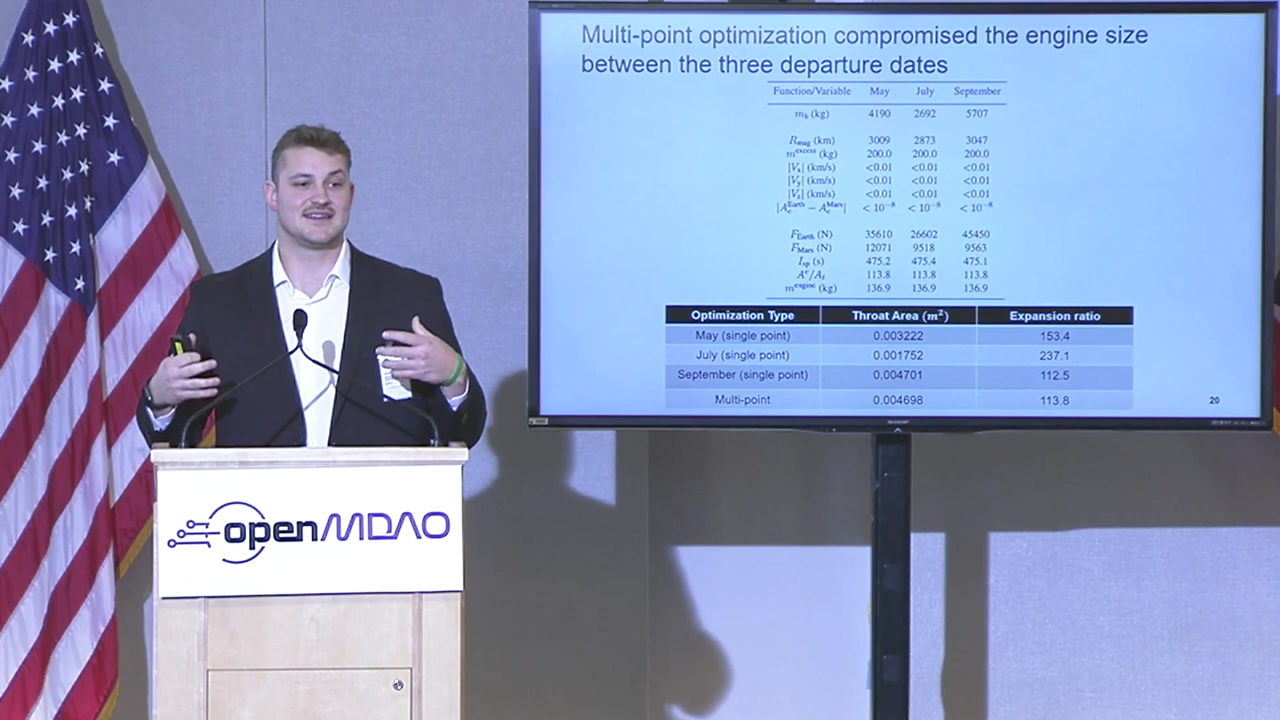 Multi-point optimization compromised the engine size
between the three departure dates
Function/Variable May July September
m_b (kg) 4190 2692 5707
R_mag (km) 3009 2873 3047
m^excess (kg) 200.0 200.0 200.0
|V_x| (km/s) <0.01 <0.01 <0.01
|V_y| (km/s) <0.01 <0.01 <0.01
|V_z| (km/s) <0.01 <0.01 <0.01
|A_e^Earth − A_e^Mars| < 10^−8 < 10^−8 < 10^−8
F_Earth (N) 35610 26602 45450
F_Mars (N) 12071 9518 9563
I_sp (s) 475.2 475.4 475.1
A^e/A_t 113.8 113.8 113.8
m^engine (kg) 136.9 136.9 136.9
Optimization Type Throat Area (m²) Expansion ratio
May (single point) 0.003222 153.4
July (single point) 0.001752 237.1
September (single point) 0.004701 112.5
Multi-point 0.004698 113.8
20
SHARP
openMDAO